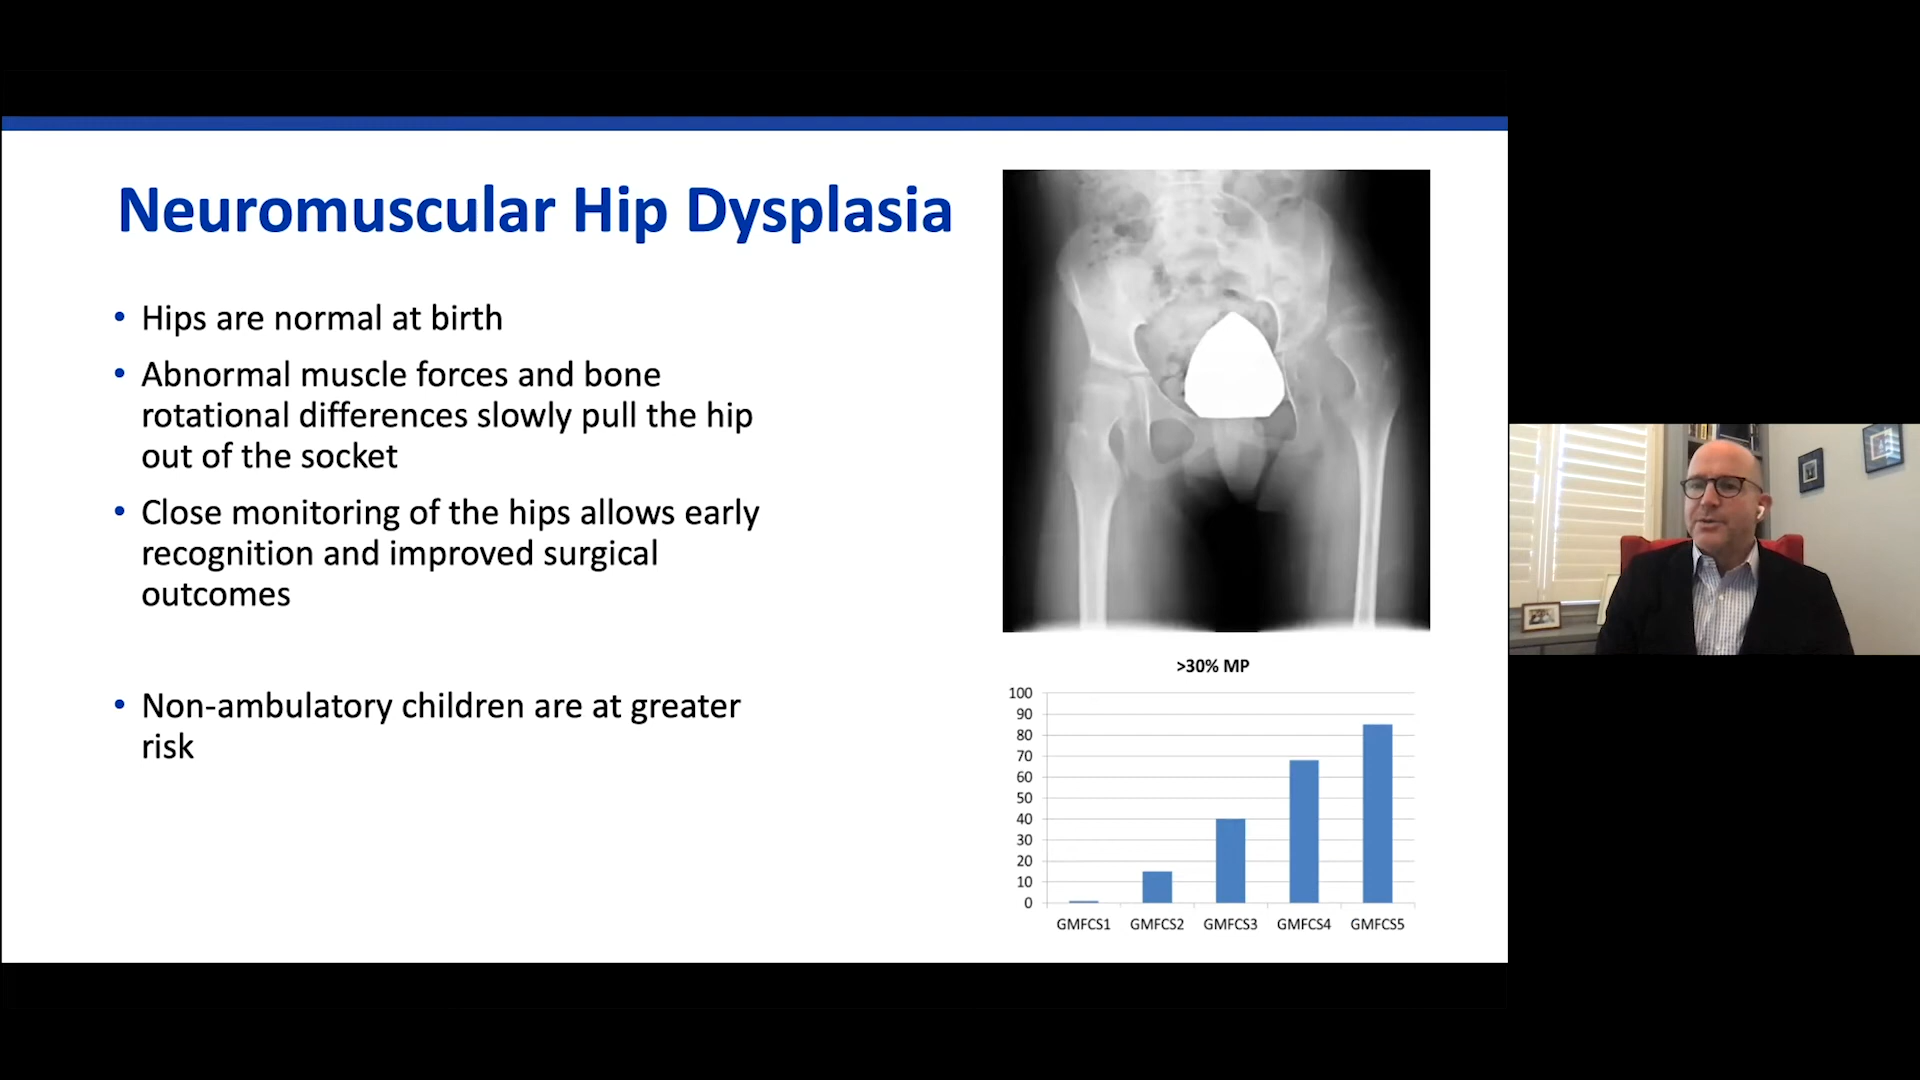 Neuromuscular Hip Dysplasia
• Hips are normal at birth
• Abnormal muscle forces and bone
rotational differences slowly pull the hip
out of the socket
• Close monitoring of the hips allows early
recognition and improved surgical
outcomes
• Non-ambulatory children are at greater
risk
>30% MP
100
90
80
70
60
50
40
30
20
10
0
GMFCS1 GMFCS2 GMFCS3 GMFCS4 GMFCS5